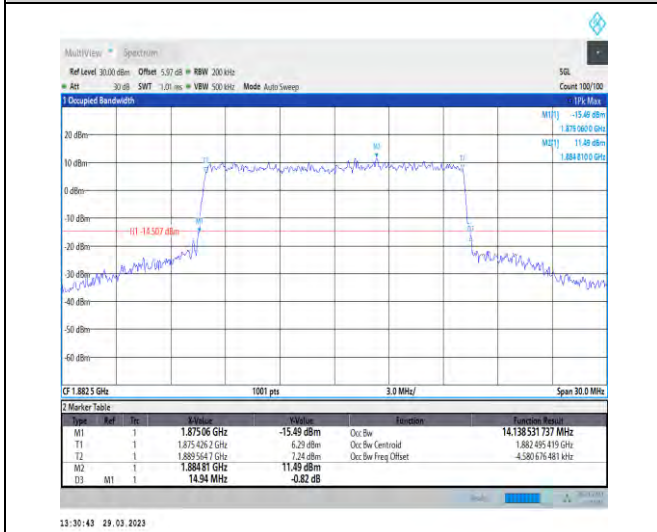 MultiView Spectrum
Ref Level 30.00 dBm Offset 5.97 dB RBW 200 kHz SGL
Att 30 dB SWT 1.01 ms VBW 500 kHz Mode Auto Sweep Count 100/100
1 Occupied Bandwidth 1Pk Max
M1[1] -15.49 dBm
1.875 060 0 GHz
M2[1] 11.49 dBm
1.884 810 0 GHz
20 dBm
M2
T1 T2
10 dBm
0 dBm
-10 dBm
M1
H1 -14.507 dBm
-20 dBm
-30 dBm
-40 dBm
-50 dBm
-60 dBm
CF 1.882 5 GHz 1001 pts 3.0 MHz/ Span 30.0 MHz
2 Marker Table
Type Ref Trc X-Value Y-Value Function Function Result
M1 1 1.875 06 GHz -15.49 dBm Occ Bw 14.138 531 737 MHz
T1 1 1.875 426 2 GHz 6.29 dBm Occ Bw Centroid 1.882 495 419 GHz
T2 1 1.889 564 7 GHz 7.24 dBm Occ Bw Freq Offset -4.580 676 481 kHz
M2 1 1.884 81 GHz 11.49 dBm
D3 M1 1 14.94 MHz -0.82 dB
13:30:43 29.03.2023